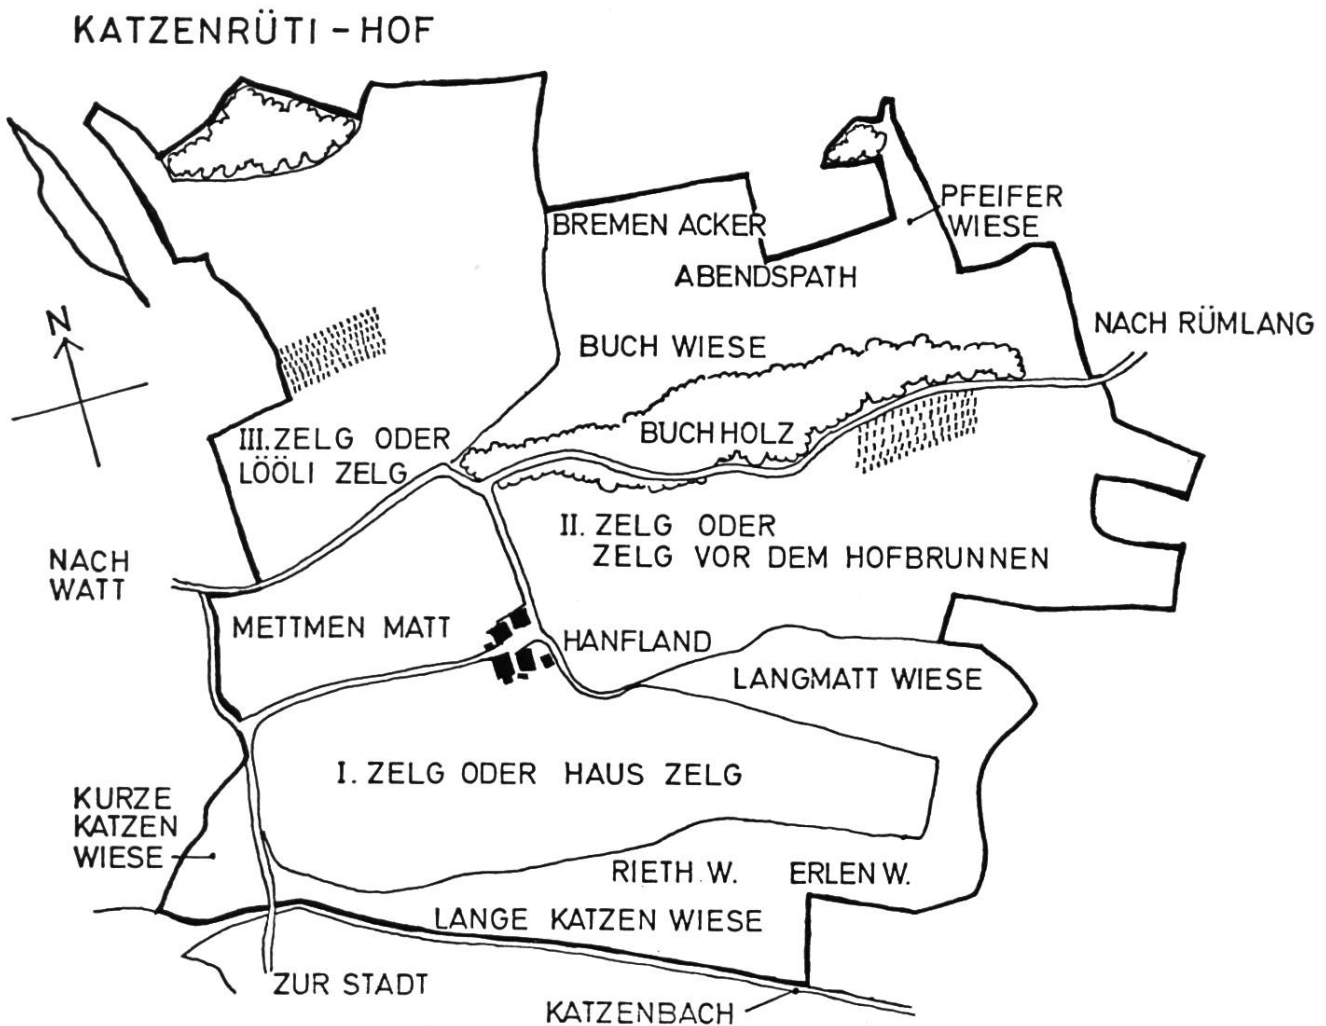 KATZENRÜTI – HOF
PFEIFER
WIESE
BREMEN ACKER
ABENDSPATH
N
NACH RÜMLANG
BUCH WIESE
III. ZELG ODER
LÖÖLI ZELG
BUCHHOLZ
II. ZELG ODER
ZELG VOR DEM HOFBRUNNEN
NACH
WATT
METTMEN MATT
HANFLAND
LANGMATT WIESE
I. ZELG ODER HAUS ZELG
KURZE
KATZEN
WIESE
RIETH W.
ERLEN W.
LANGE KATZEN WIESE
ZUR STADT
KATZENBACH